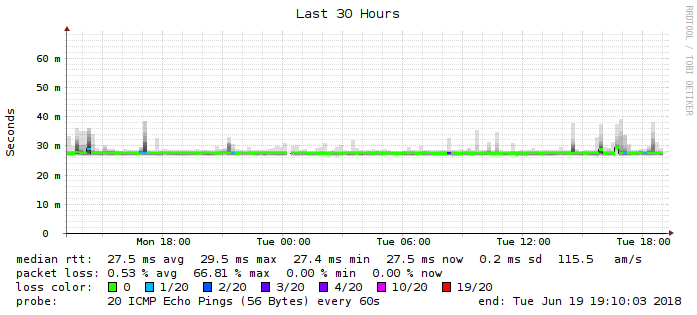 Last 30 Hours
RRDTOOL / TOBI OETIKER
Seconds
60 m
50 m
40 m
30 m
20 m
10 m
0
Mon 18:00 Tue 00:00 Tue 06:00 Tue 12:00 Tue 18:00
median rtt: 27.5 ms avg 29.5 ms max 27.4 ms min 27.5 ms now 0.2 ms sd 115.5 am/s
packet loss: 0.53 % avg 66.81 % max 0.00 % min 0.00 % now
loss color: 0 1/20 2/20 3/20 4/20 10/20 19/20
probe: 20 ICMP Echo Pings (56 Bytes) every 60s end: Tue Jun 19 19:10:03 2018